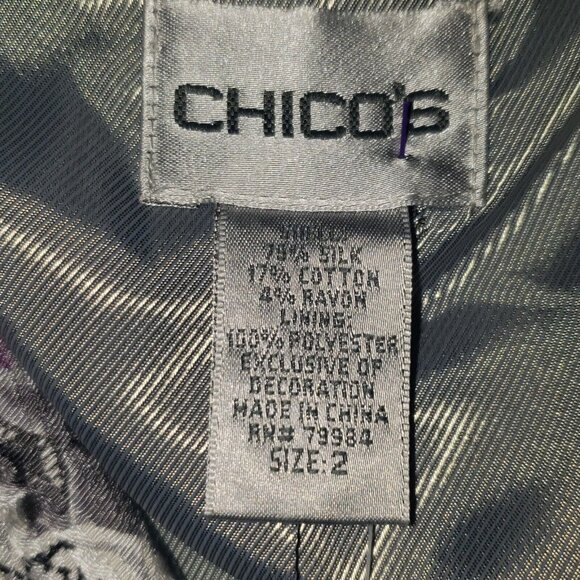 CHICO'S
SHELL:
79% SILK
17% COTTON
4% RAYON
LINING:
100% POLYESTER
EXCLUSIVE OF
DECORATION
MADE IN CHINA
RN# 79984
SIZE: 2